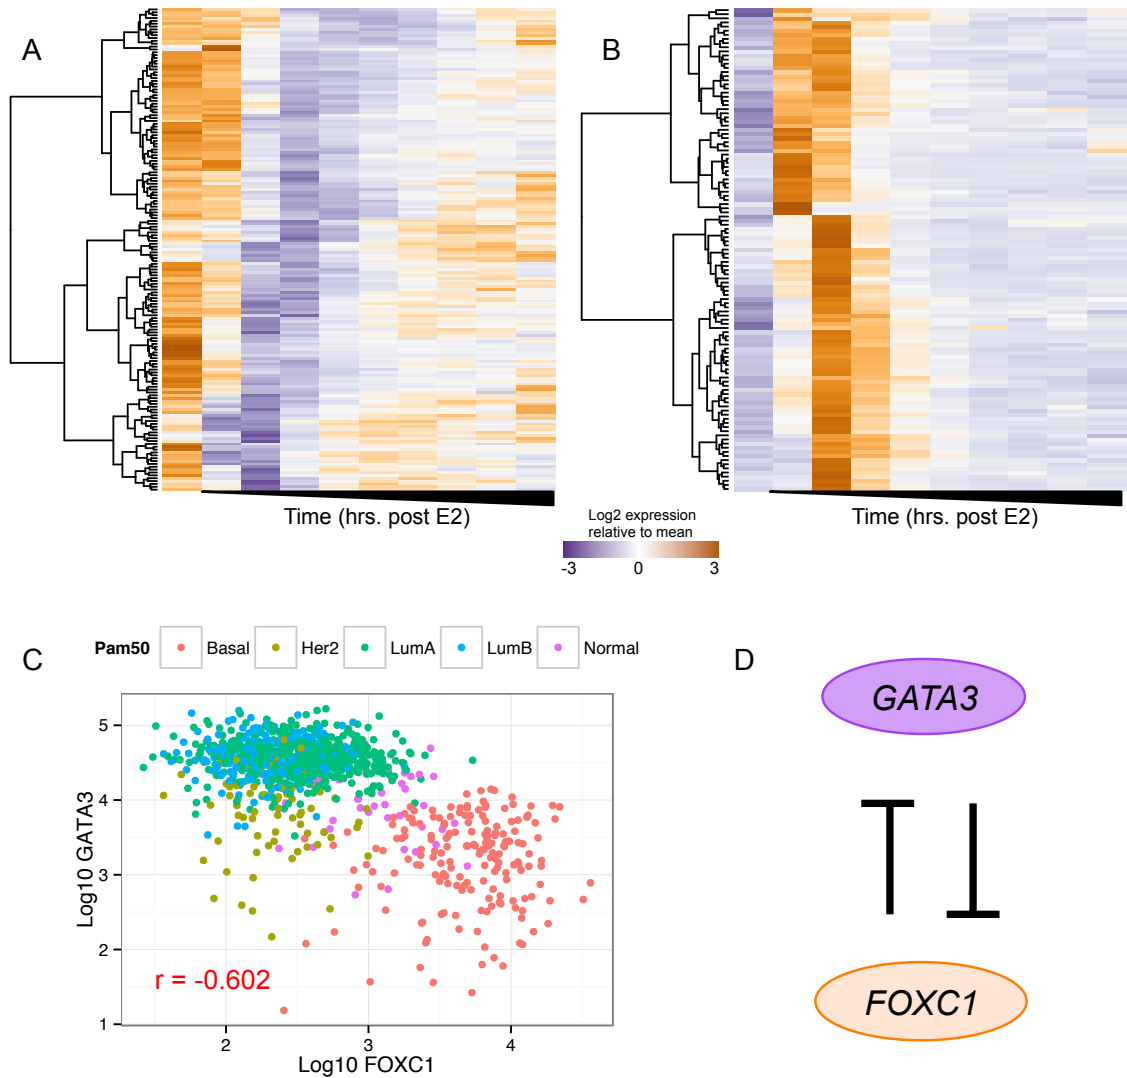 A
B
Time (hrs. post E2)
Time (hrs. post E2)
Log2 expression
relative to mean
-3 0 3
C
Pam50 Basal Her2 LumA LumB Normal
D
5
4
3
2
1
Log10 GATA3
r = -0.602
2 3 4
Log10 FOXC1
GATA3
FOXC1